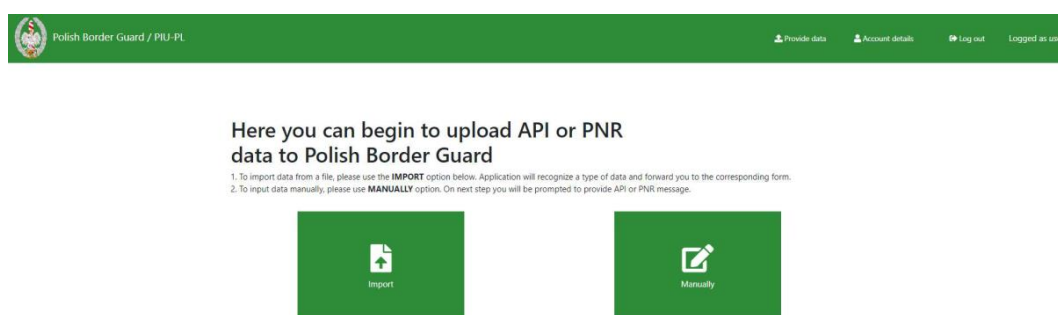 Polish Border Guard / PIU-PL
Provide data
Account details
Log out
Logged as
Here you can begin to upload API or PNR
data to Polish Border Guard
1. To import data from a file, please use the IMPORT option below. Application will recognize a type of data and forward you to the corresponding form.
2. To input data manually, please use MANUALLY option. On next step you will be prompted to provide API or PNR message.
Import
Manually